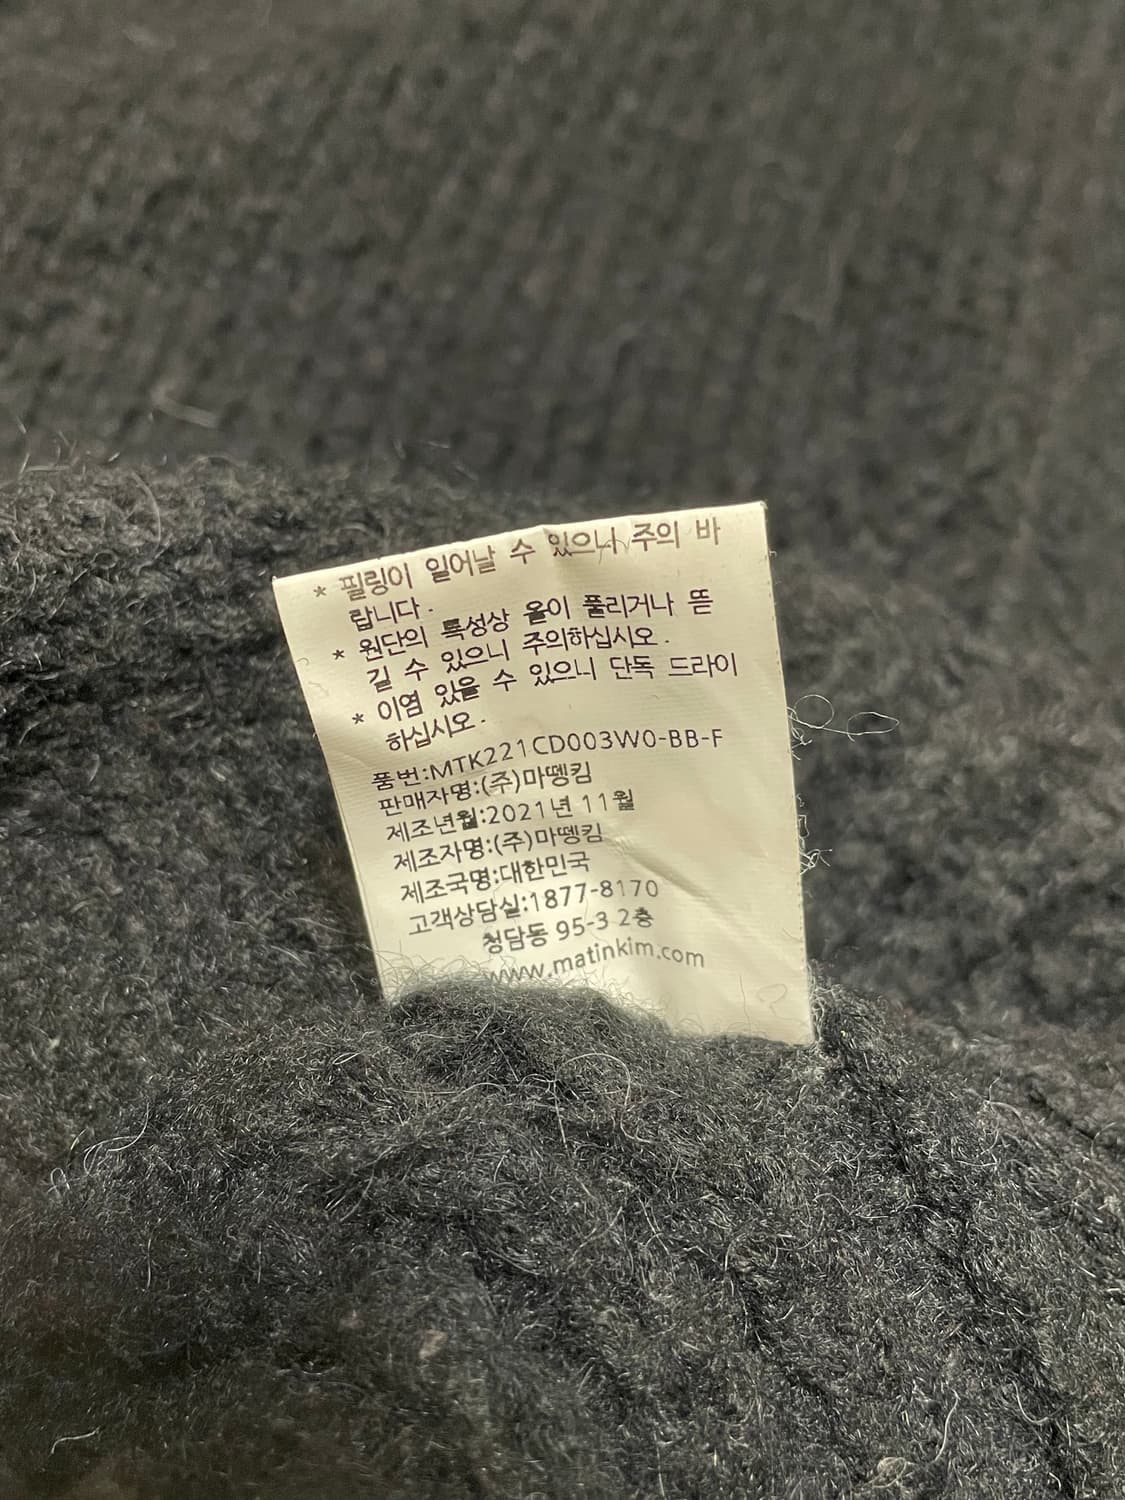 * 필링이 일어날 수 있으니 주의 바
랍니다.
* 원단의 특성상 올이 풀리거나 뜯
길 수 있으니 주의하십시오.
* 이염 있을 수 있으니 단독 드라이
하십시오.
품번:MTK221CD003W0-BB-F
판매자명:(주)마뗑킴
제조년월:2021년 11월
제조자명:(주)마뗑킴
제조국명:대한민국
고객상담실:1877-8170
청담동 95-3 2층
www.matinkim.com